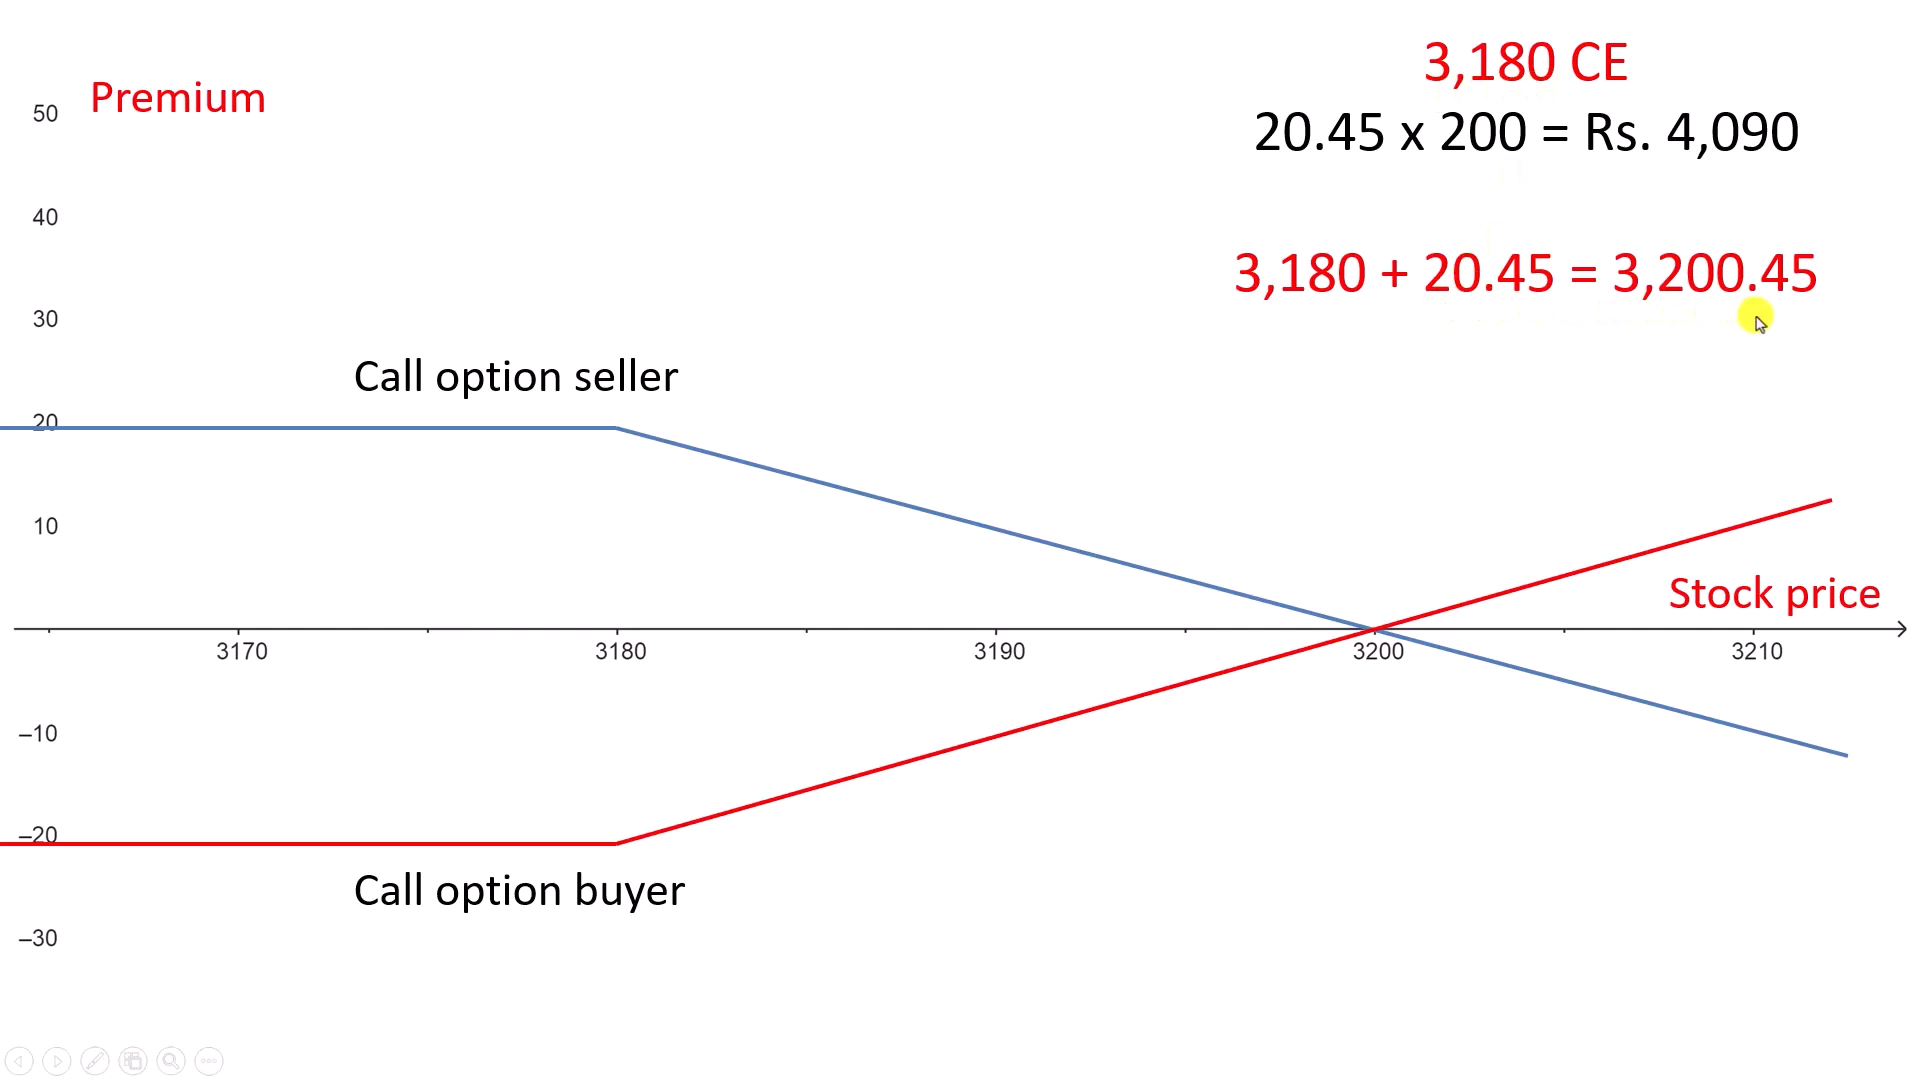 3,180 CE
Premium
50
20.45 x 200 = Rs. 4,090
40
3,180 + 20.45 = 3,200.45
30
Call option seller
20
10
Stock price
3170 3180 3190 3200 3210
–10
–20
Call option buyer
–30